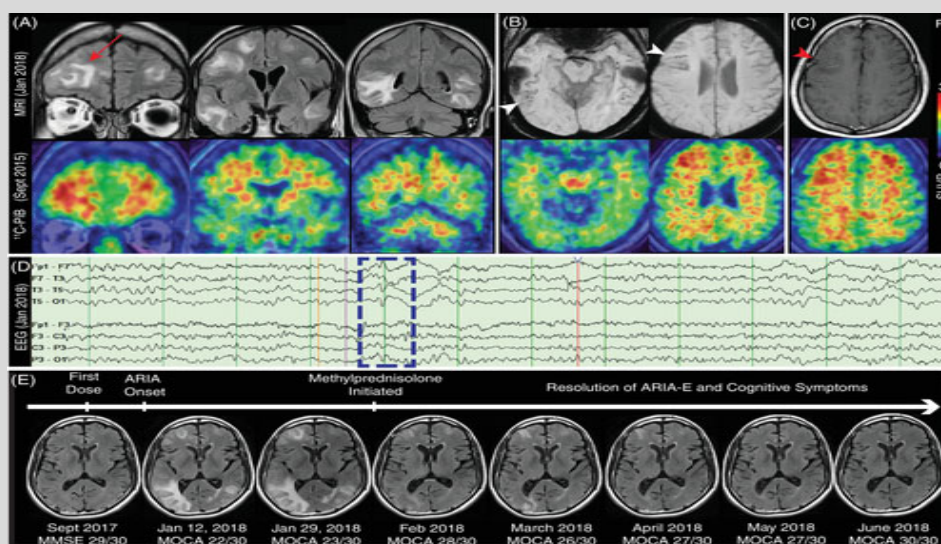 (A)
(B)
(C)
MRI (Jan 2018)
¹¹C-PiB (Sept 2015)
(D)
EEG (Jan 2018)
Fp1 - F7
F7 - T3
T3 - T5
T5 - O1
Fp1 - F3
F3 - C3
C3 - P3
P3 - O1
(E)
First Dose
ARIA Onset
Methylprednisolone Initiated
Resolution of ARIA-E and Cognitive Symptoms
Sept 2017
MMSE 29/30
Jan 12, 2018
MOCA 22/30
Jan 29, 2018
MOCA 23/30
Feb 2018
MOCA 28/30
March 2018
MOCA 26/30
April 2018
MOCA 27/30
May 2018
MOCA 27/30
June 2018
MOCA 30/30